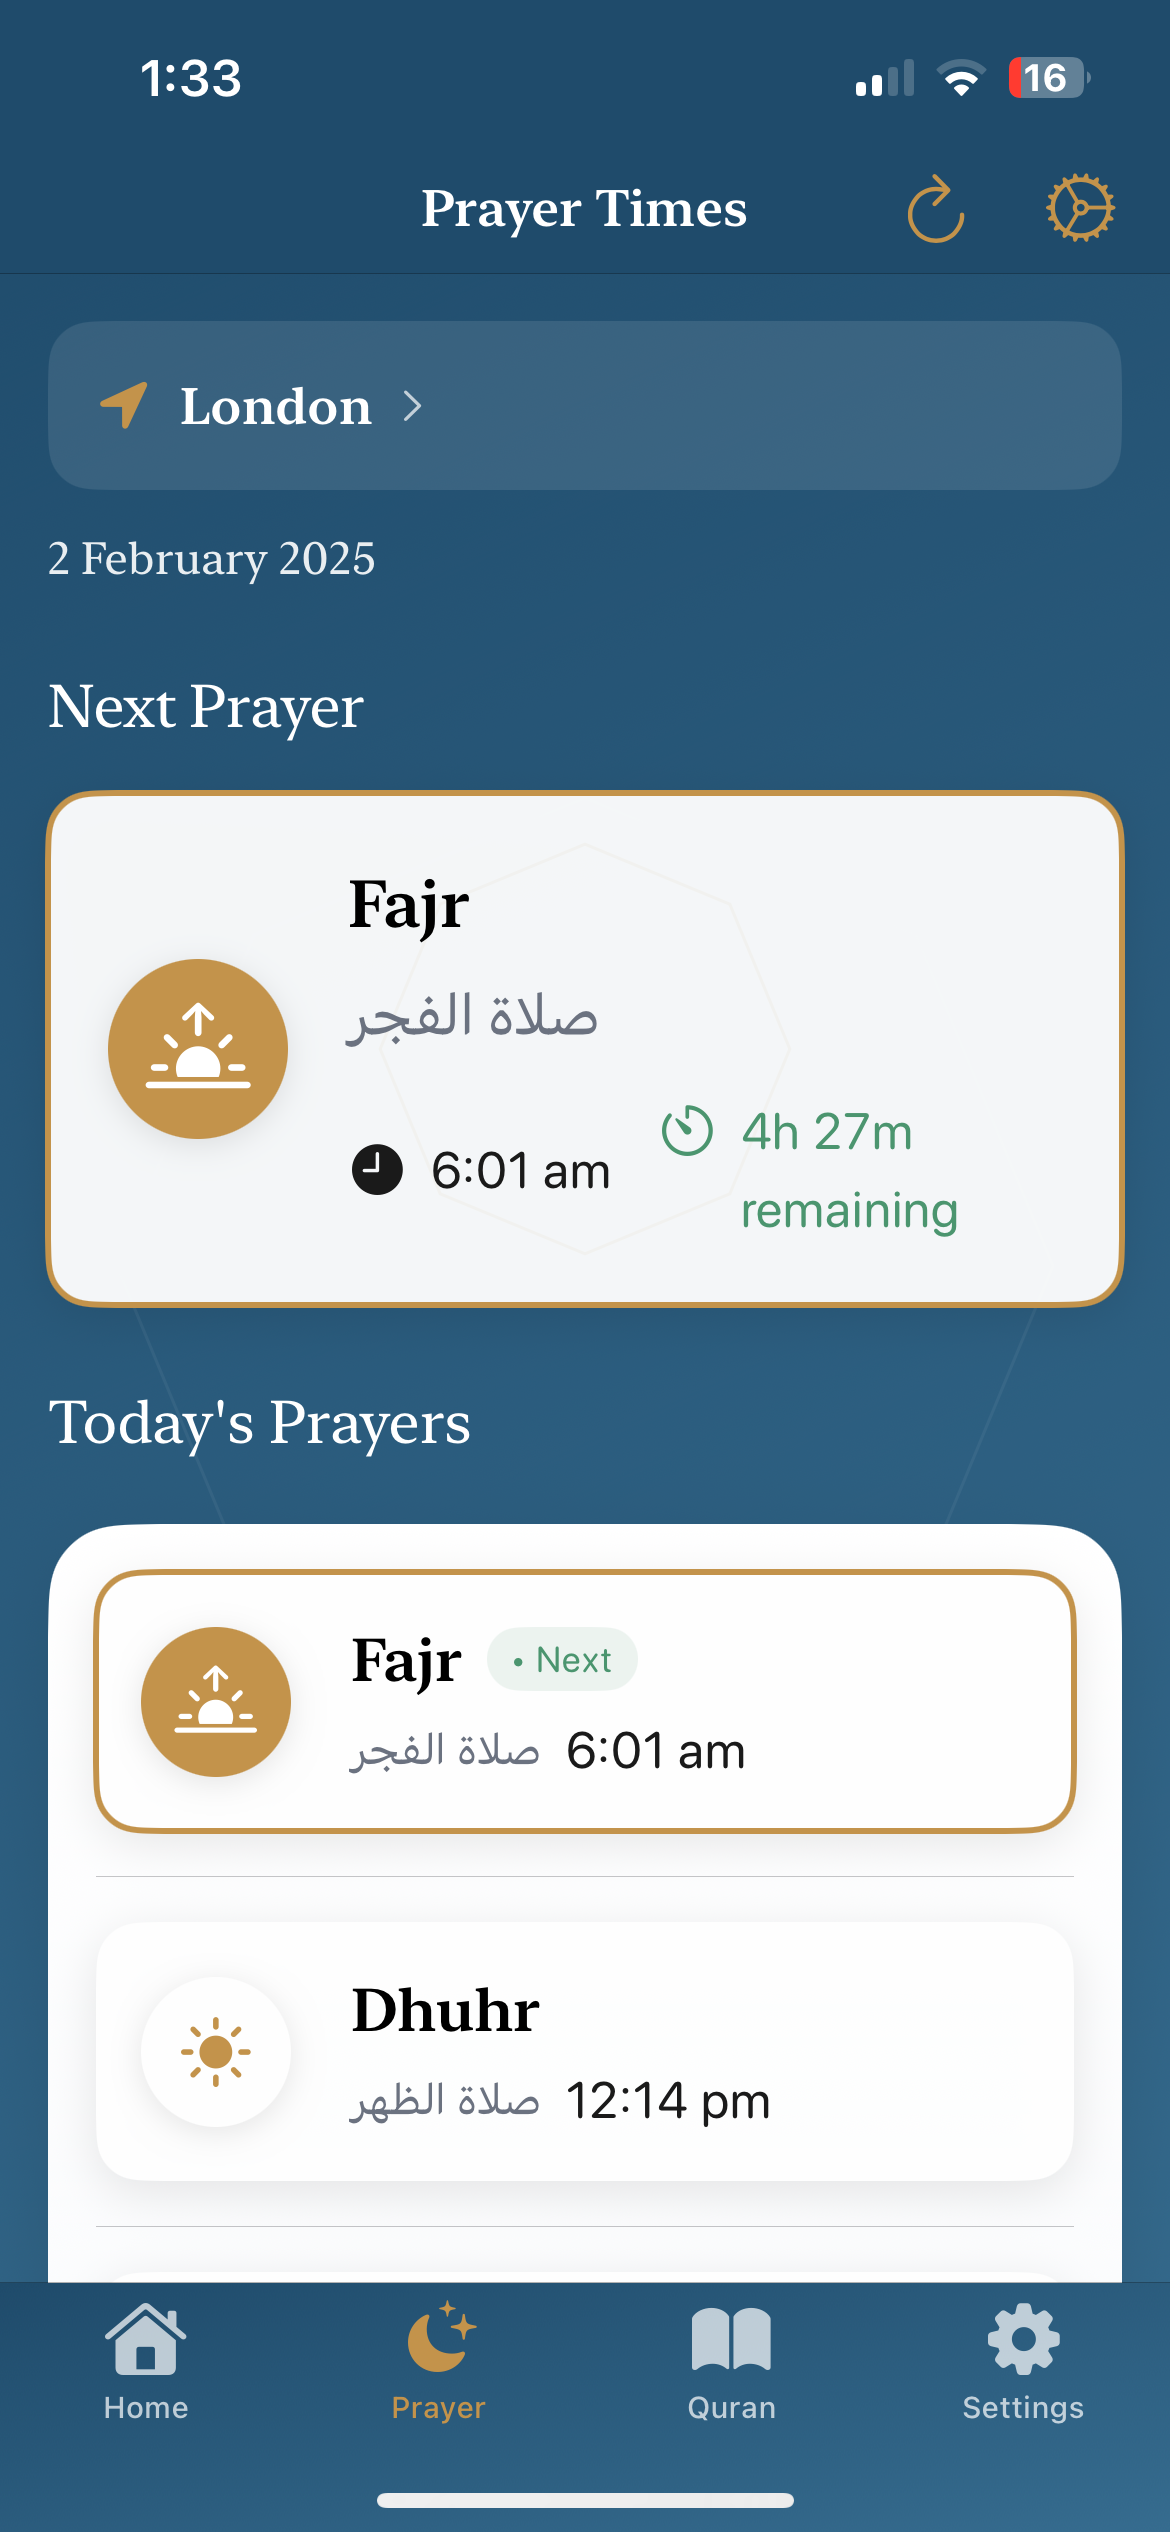 1:33
16
Prayer Times
London
2 February 2025
Next Prayer
Fajr
صلاة الفجر
6:01 am
4h 27m
remaining
Today's Prayers
Fajr
• Next
صلاة الفجر 6:01 am
Dhuhr
صلاة الظهر 12:14 pm
Home
Prayer
Quran
Settings